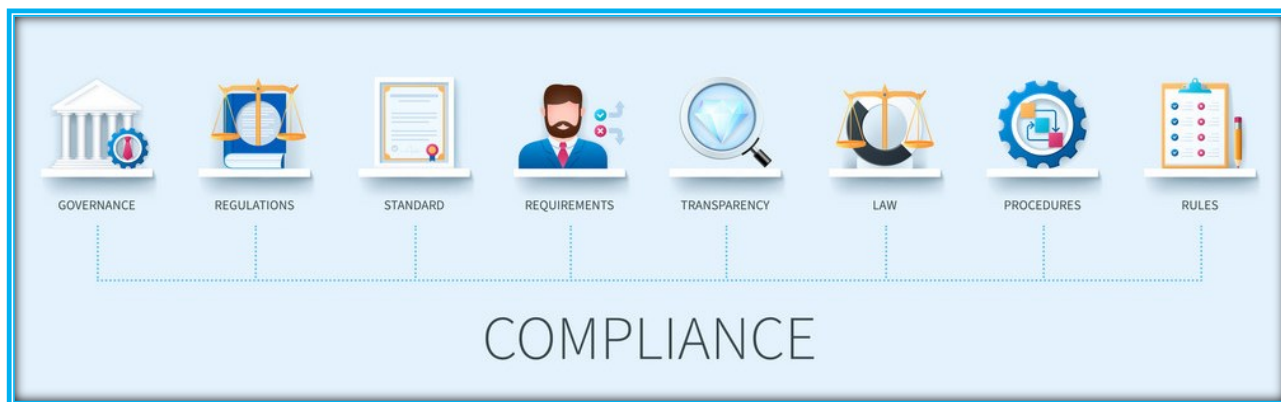 GOVERNANCE REGULATIONS STANDARD REQUIREMENTS TRANSPARENCY LAW PROCEDURES RULES
COMPLIANCE